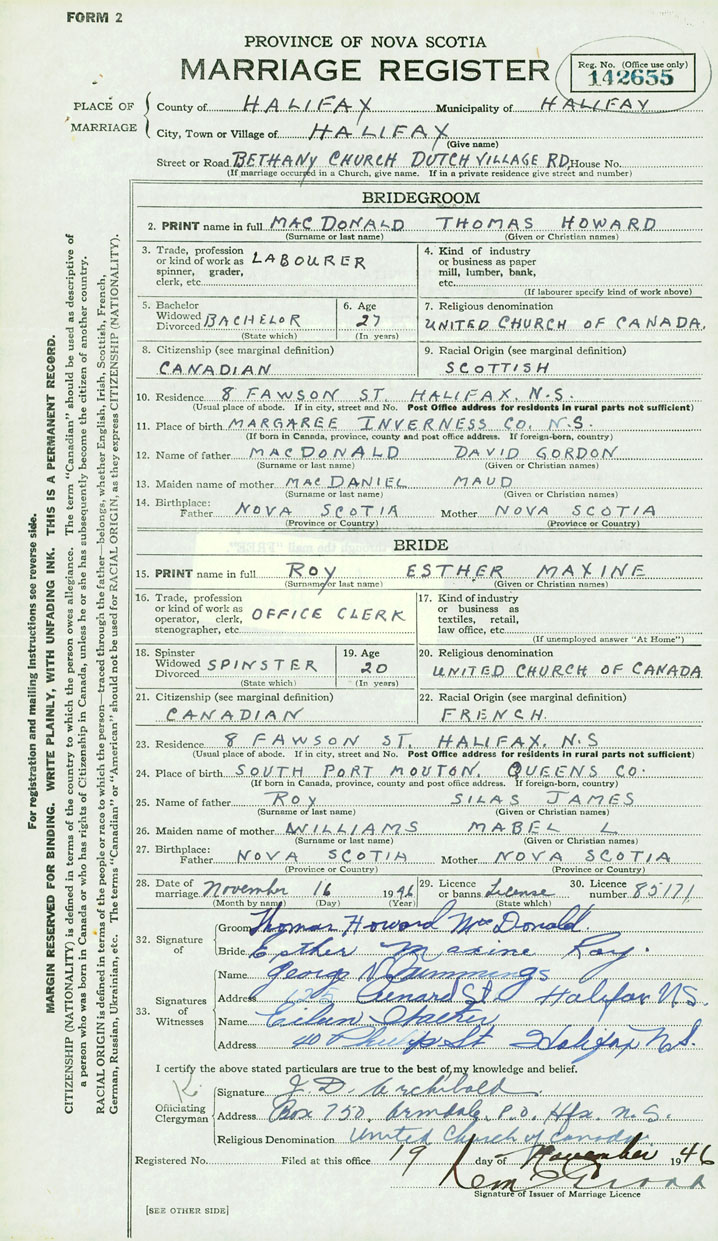 FORM 2
PROVINCE OF NOVA SCOTIA
MARRIAGE REGISTER
Reg. No. (Office use only)
142655
PLACE OF MARRIAGE
County of HALIFAX Municipality of HALIFAX
City, Town or Village of HALIFAX
(Give name)
Street or Road BETHANY CHURCH DUTCH VILLAGE RD, House No.
(If marriage occurred in a Church, give name. If in a private residence give street and number)
BRIDEGROOM
2. PRINT name in full MACDONALD THOMAS HOWARD
(Surname or last name) (Given or Christian names)
3. Trade, profession or kind of work as spinner, grader, clerk, etc. LABOURER
4. Kind of industry or business as paper mill, lumber, bank, etc.
(If labourer specify kind of work above)
5. Bachelor Widowed Divorced BACHELOR
(State which)
6. Age 27
(In years)
7. Religious denomination
UNITED CHURCH OF CANADA.
8. Citizenship (see marginal definition)
CANADIAN
9. Racial Origin (see marginal definition)
SCOTTISH
10. Residence 8 FAWSON ST. HALIFAX, N.S.
(Usual place of abode. If in city, street and No. Post Office address for residents in rural parts not sufficient)
11. Place of birth MARGAREE INVERNESS CO. N.S.
(If born in Canada, province, county and post office address. If foreign-born, country)
12. Name of father MACDONALD DAVID GORDON
(Surname or last name) (Given or Christian names)
13. Maiden name of mother MACDANIEL MAUD
(Surname or last name) (Given or Christian names)
14. Birthplace: Father NOVA SCOTIA Mother NOVA SCOTIA
(Province or Country) (Province or Country)
BRIDE
15. PRINT name in full ROY ESTHER MAXINE
(Surname or last name) (Given or Christian names)
16. Trade, profession or kind of work as operator, clerk, stenographer, etc. OFFICE CLERK
17. Kind of industry or business as textiles, retail, law office, etc.
(If unemployed answer "At Home")
18. Spinster Widowed Divorced SPINSTER
(State which)
19. Age 20
(In years)
20. Religious denomination
UNITED CHURCH OF CANADA
21. Citizenship (see marginal definition)
CANADIAN
22. Racial Origin (see marginal definition)
FRENCH.
23. Residence 8 FAWSON ST. HALIFAX, N.S
(Usual place of abode. If in city, street and No. Post Office address for residents in rural parts not sufficient)
24. Place of birth SOUTH PORT MOUTON. QUEENS CO.
(If born in Canada, province, county and post office address. If foreign-born, country)
25. Name of father ROY SILAS JAMES
(Surname or last name) (Given or Christian names)
26. Maiden name of mother WILLIAMS MABEL L
(Surname or last name) (Given or Christian names)
27. Birthplace: Father NOVA SCOTIA Mother NOVA SCOTIA
(Province or Country) (Province or Country)
28. Date of marriage November 16 1946
(Month by name) (Day) (Year)
29. Licence or banns License
(State which)
30. Licence number 85171
32. Signature of
Groom Thomas Howard MacDonald
Bride Esther Maxine Roy.
33. Signatures of Witnesses
Name George N Cummings
Address St Halifax N.S.
Name Eileen
Address 40 Philip St Halifax N.S.
I certify the above stated particulars are true to the best of my knowledge and belief.
Officiating Clergyman
Signature J. D. Archibald
Address Box 750, Armdale, P.O. Hfx. N.S.
Religious Denomination United Church of Canada
Registered No. Filed at this office 19 day of November 1946
Signature of Issuer of Marriage Licence
[SEE OTHER SIDE]
For registration and mailing instructions see reverse side.
MARGIN RESERVED FOR BINDING. WRITE PLAINLY, WITH UNFADING INK. THIS IS A PERMANENT RECORD.
CITIZENSHIP (NATIONALITY) is defined in terms of the country to which the person owes allegiance. The term "Canadian" should be used as descriptive of
a person who was born in Canada or who has rights of Citizenship in Canada, unless he or she has subsequently become the citizen of another country.
RACIAL ORIGIN is defined in terms of the people or race to which the person—traced through the father—belongs, whether English, Irish, Scottish, French,
German, Russian, Ukrainian, etc. The terms "Canadian" or "American" should not be used for RACIAL ORIGIN, as they express CITIZENSHIP (NATIONALITY).